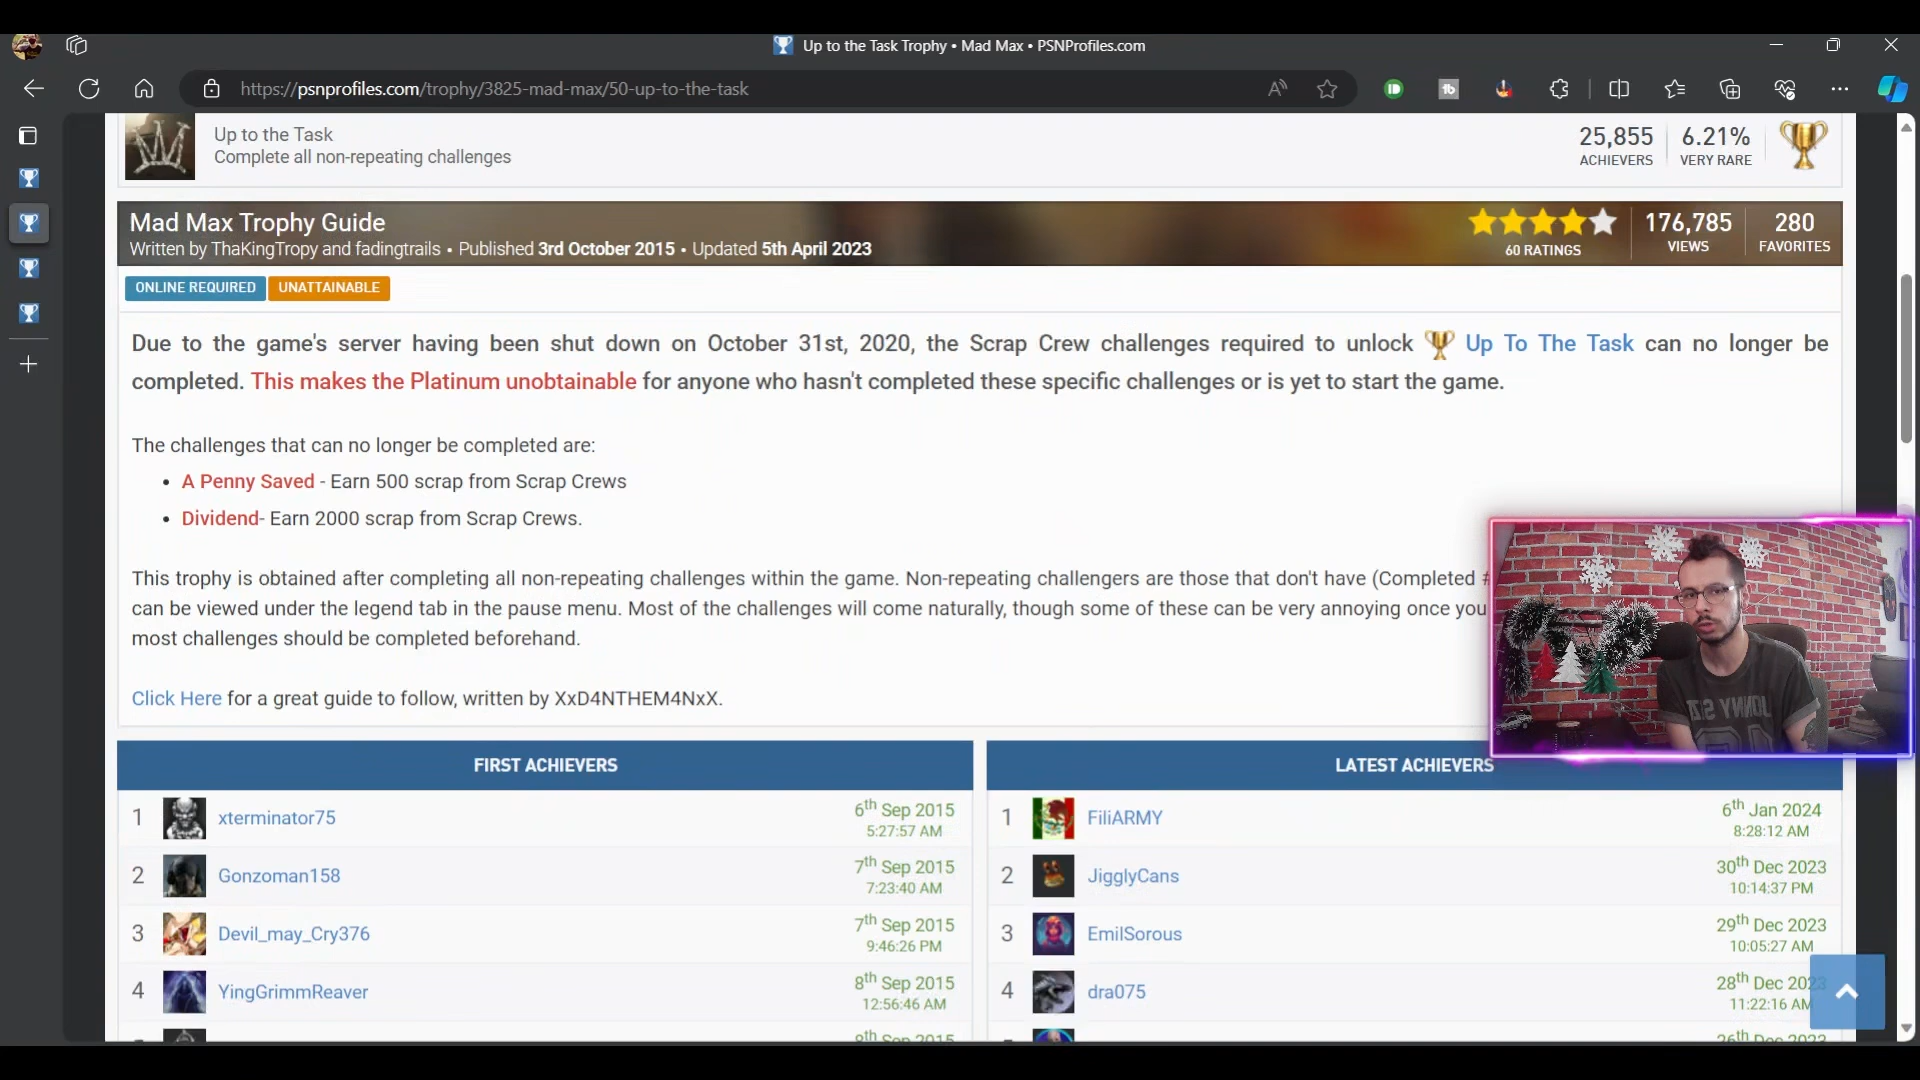 Up to the Task Trophy • Mad Max • PSNProfiles.com
https://psnprofiles.com/trophy/3825-mad-max/50-up-to-the-task
Up to the Task
Complete all non-repeating challenges
25,855
ACHIEVERS
6.21%
VERY RARE
Mad Max Trophy Guide
Written by ThaKingTropy and fadingtrails • Published 3rd October 2015 • Updated 5th April 2023
60 RATINGS
176,785
VIEWS
280
FAVORITES
ONLINE REQUIRED
UNATTAINABLE
Due to the game's server having been shut down on October 31st, 2020, the Scrap Crew challenges required to unlock Up To The Task can no longer be
completed. This makes the Platinum unobtainable for anyone who hasn't completed these specific challenges or is yet to start the game.
The challenges that can no longer be completed are:
• A Penny Saved - Earn 500 scrap from Scrap Crews
• Dividend- Earn 2000 scrap from Scrap Crews.
This trophy is obtained after completing all non-repeating challenges within the game. Non-repeating challengers are those that don't have (Completed #
can be viewed under the legend tab in the pause menu. Most of the challenges will come naturally, though some of these can be very annoying once you
most challenges should be completed beforehand.
Click Here for a great guide to follow, written by XxD4NTHEM4NxX.
FIRST ACHIEVERS
1 xterminator75 6th Sep 2015
5:27:57 AM
2 Gonzoman158 7th Sep 2015
7:23:40 AM
3 Devil_may_Cry376 7th Sep 2015
9:46:26 PM
4 YingGrimmReaver 8th Sep 2015
12:56:46 AM
LATEST ACHIEVERS
1 FiliARMY 6th Jan 2024
8:28:12 AM
2 JigglyCans 30th Dec 2023
10:14:37 PM
3 EmilSorous 29th Dec 2023
10:05:27 AM
4 dra075 28th Dec 2023
11:22:16 AM